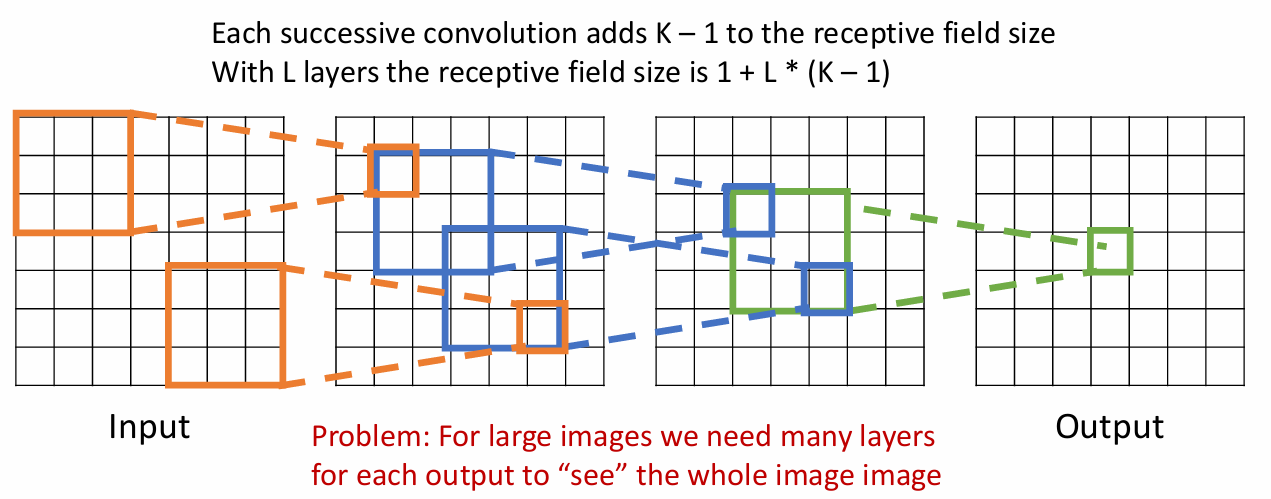 Each successive convolution adds K – 1 to the receptive field size
With L layers the receptive field size is 1 + L * (K – 1)
Input
Output
Problem: For large images we need many layers
for each output to “see” the whole image image